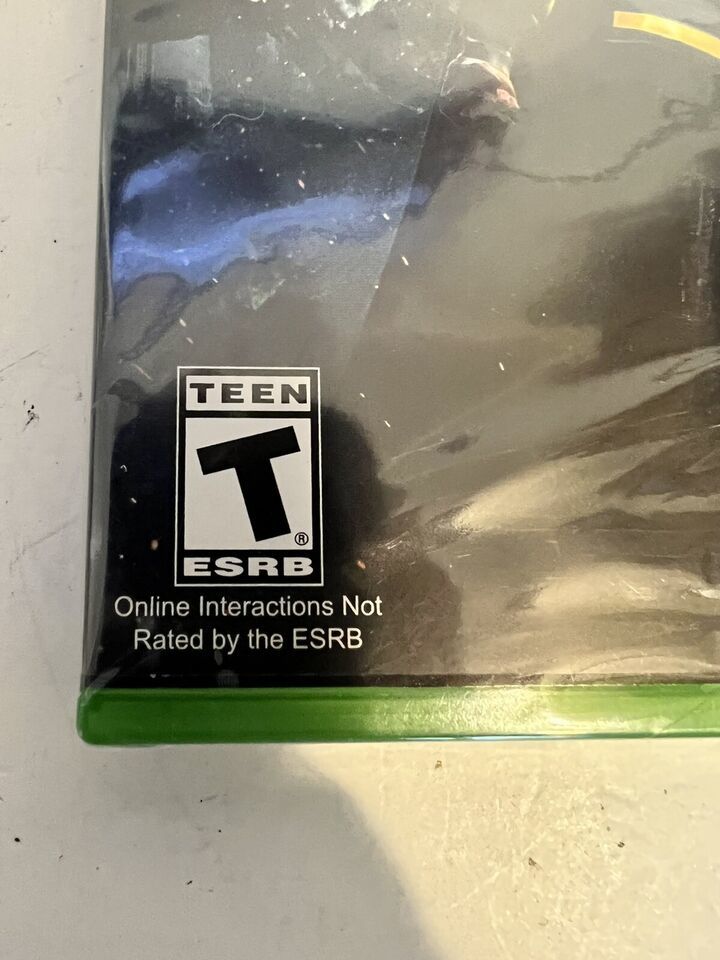 TEEN
T®
ESRB
Online Interactions Not
Rated by the ESRB